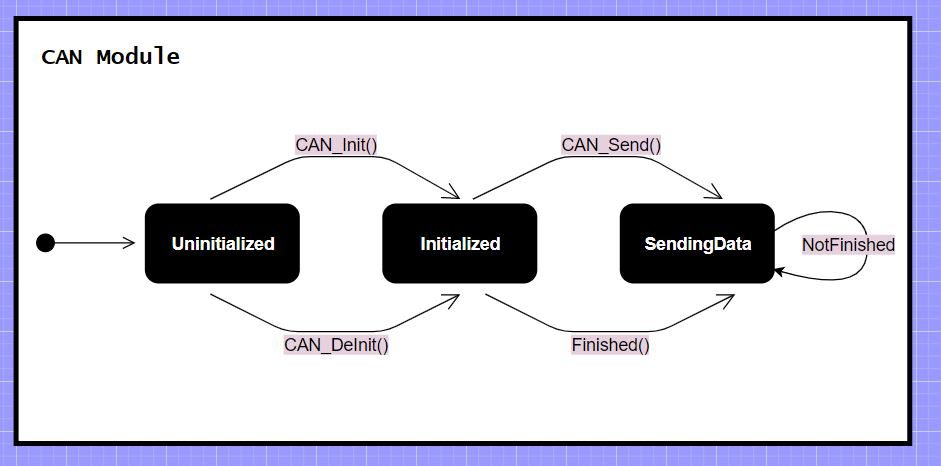 CAN Module
CAN_Init()
CAN_Send()
Uninitialized
Initialized
SendingData
NotFinished
CAN_DeInit()
Finished()